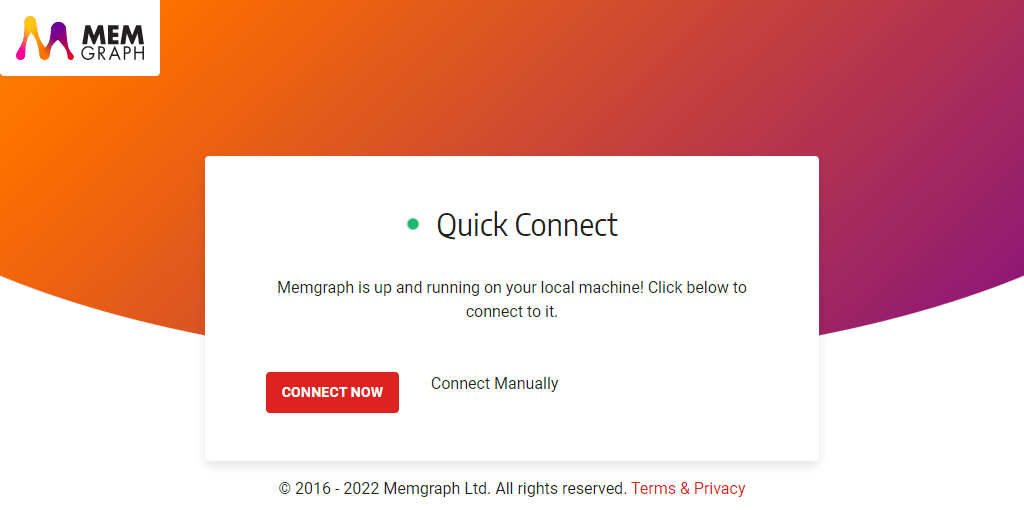 MEM
GRAPH
Quick Connect
Memgraph is up and running on your local machine! Click below to
connect to it.
CONNECT NOW
Connect Manually
© 2016 - 2022 Memgraph Ltd. All rights reserved. Terms & Privacy